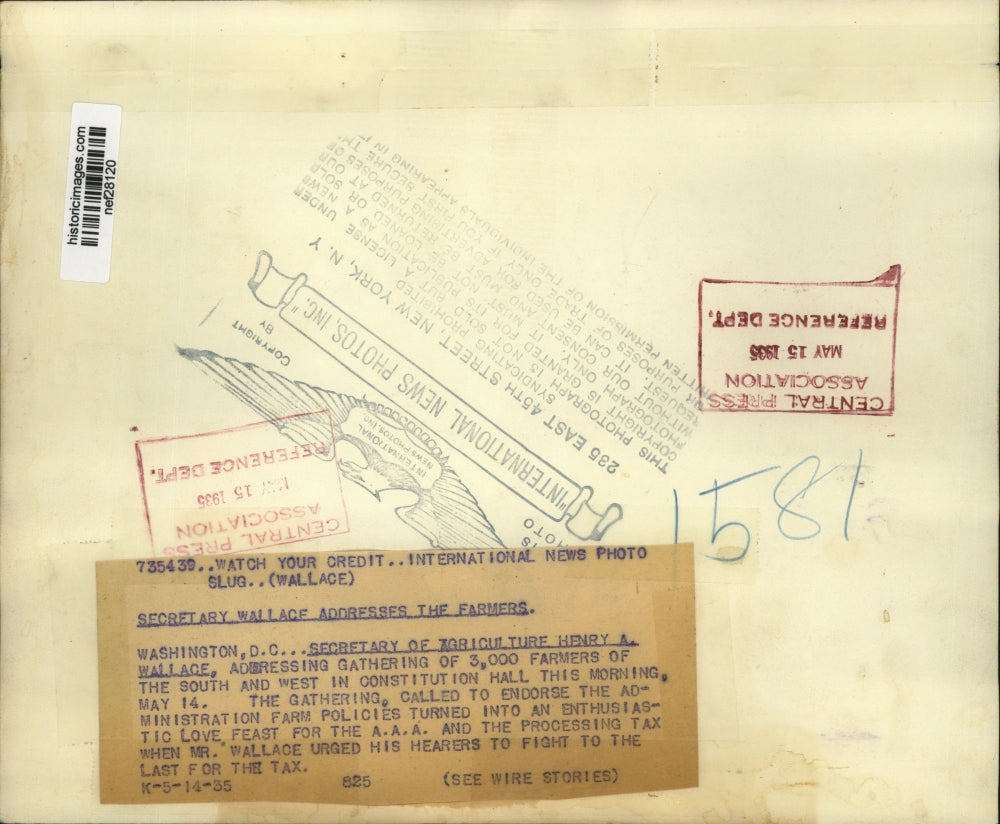 historicimages.com
nef28120
COPYRIGHT
BY
INTERNATIONAL
NEWS PHOTOS, INC.
"INTERNATIONAL NEWS PHOTOS, INC."
235 EAST 45TH STREET, NEW YORK, N. Y
CENTRAL PRESS
ASSOCIATION
MAY 15 1935
REFERENCE DEPT.
CENTRAL PRESS
ASSOCIATION
MAY 15 1935
REFERENCE DEPT.
1581
735439..WATCH YOUR CREDIT..INTERNATIONAL NEWS PHOTO
SLUG..(WALLACE)
SECRETARY WALLACE ADDRESSES THE FARMERS.
WASHINGTON,D.C...SECRETARY OF AGRICULTURE HENRY A.
WALLACE, ADDRESSING GATHERING OF 3,000 FARMERS OF
THE SOUTH AND WEST IN CONSTITUTION HALL THIS MORNING,
MAY 14. THE GATHERING, CALLED TO ENDORSE THE AD-
MINISTRATION FARM POLICIES TURNED INTO AN ENTHUSIAS-
TIC LOVE FEAST FOR THE A.A.A. AND THE PROCESSING TAX
WHEN MR. WALLACE URGED HIS HEARERS TO FIGHT TO THE
LAST FOR THE TAX.
K-5-14-35 825 (SEE WIRE STORIES)